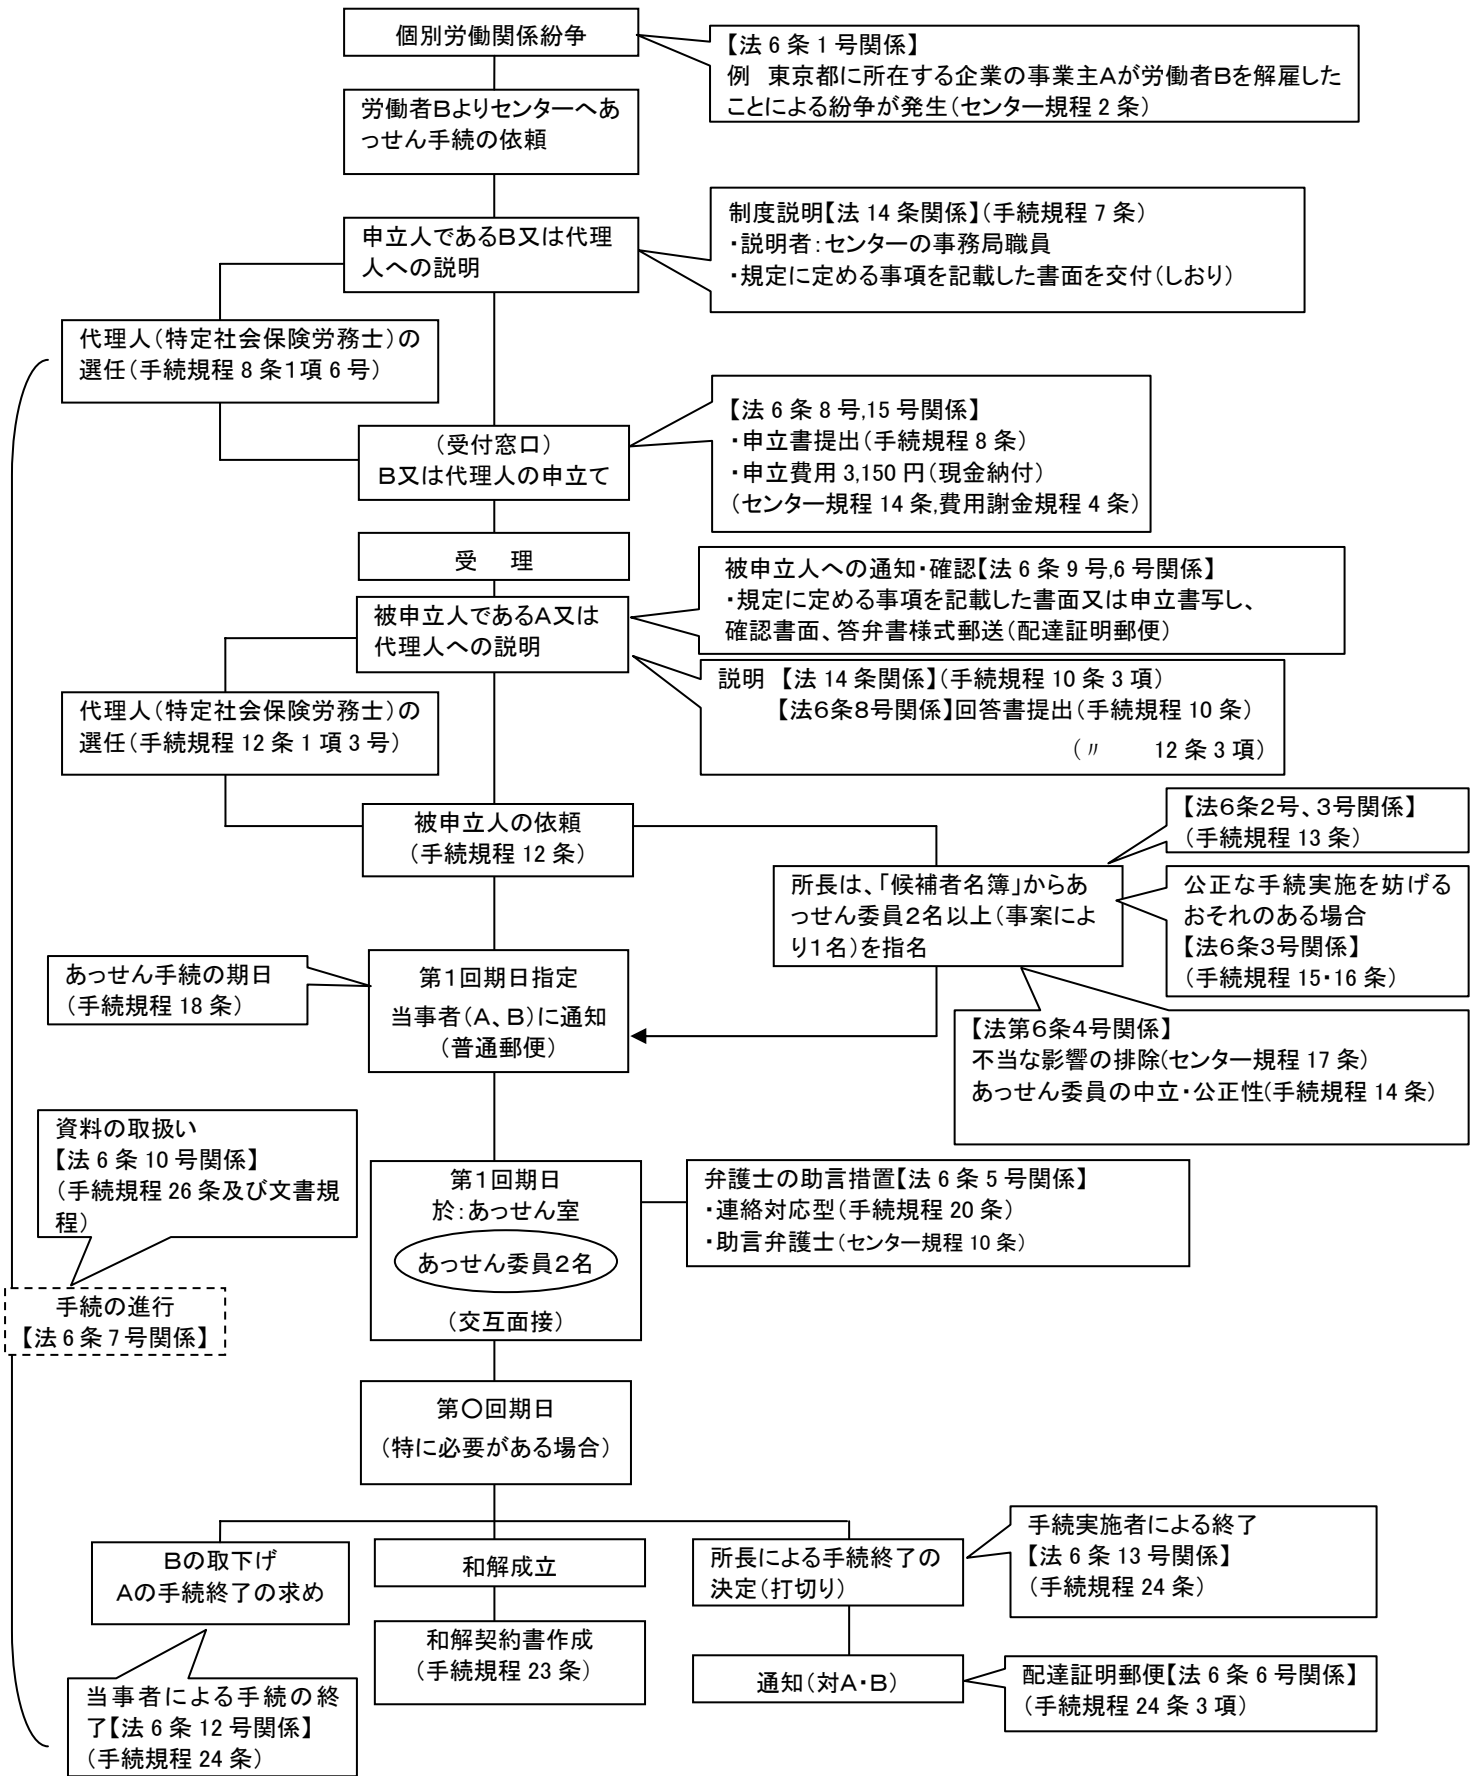 個別労働関係紛争
【法6条1号関係】
例　東京都に所在する企業の事業主Aが労働者Bを解雇した
ことによる紛争が発生（センター規程2条）
労働者BよりセンターへあA
っせん手続の依頼
申立人であるB又は代理
人への説明
制度説明【法14条関係】（手続規程7条）
・説明者：センターの事務局職員
・規定に定める事項を記載した書面を交付（しおり）
代理人（特定社会保険労務士）の
選任（手続規程8条1項6号）
（受付窓口）
B又は代理人の申立て
【法6条8号,15号関係】
・申立書提出（手続規程8条）
・申立費用3,150円（現金納付）
（センター規程14条,費用謝金規程4条）
受　理
被申立人であるA又は
代理人への説明
被申立人への通知・確認【法6条9号,6号関係】
・規定に定める事項を記載した書面又は申立書写し、
確認書面、答弁書様式郵送（配達証明郵便）
説明　【法14条関係】（手続規程10条3項）
【法6条8号関係】回答書提出（手続規程10条）
（〃　　12条3項）
代理人（特定社会保険労務士）の
選任（手続規程12条1項3号）
被申立人の依頼
（手続規程12条）
【法6条2号、3号関係】
（手続規程13条）
所長は、「候補者名簿」からあ
っせん委員2名以上（事案によ
り1名）を指名
公正な手続実施を妨げる
おそれのある場合
【法6条3号関係】
（手続規程15・16条）
あっせん手続の期日
（手続規程18条）
第1回期日指定
当事者（A、B）に通知
（普通郵便）
【法第6条4号関係】
不当な影響の排除(センター規程17条）
あっせん委員の中立・公正性(手続規程14条）
資料の取扱い
【法6条10号関係】
（手続規程26条及び文書規
程）
第1回期日
於：あっせん室
あっせん委員2名
（交互面接）
弁護士の助言措置【法6条5号関係】
・連絡対応型（手続規程20条）
・助言弁護士（センター規程10条）
手続の進行
【法6条7号関係】
第〇回期日
（特に必要がある場合）
Bの取下げ
Aの手続終了の求め
和解成立
所長による手続終了の
決定（打切り）
手続実施者による終了
【法6条13号関係】
（手続規程24条）
和解契約書作成
（手続規程23条）
通知（対A・B）
配達証明郵便【法6条6号関係】
（手続規程24条3項）
当事者による手続の終
了【法6条12号関係】
（手続規程24条）